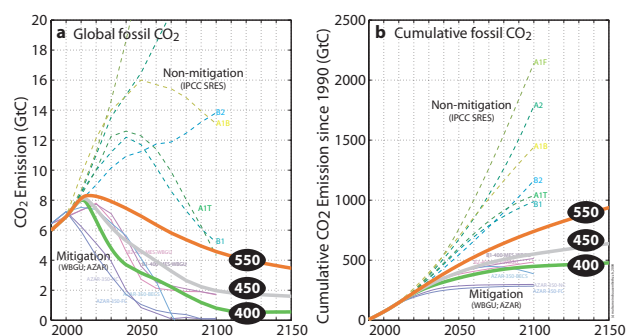 a Global fossil CO2
CO2 Emission (GtC)
20
18
16
14
12
10
8
6
4
2
0
Non-mitigation
(IPCC SRES)
B2
A1B
A1T
B1
Mitigation
(WBGU; AZAR)
550
450
400
2000
2050
2100
2150
b Cumulative fossil CO2
Cumulative CO2 Emission since 1990 (GtC)
2500
2000
1500
1000
500
0
A1F
Non-mitigation
(IPCC SRES)
A2
A1B
B2
A1T
B1
550
450
400
Mitigation
(WBGU; AZAR)
2000
2050
2100
2150